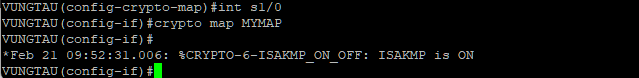 VUNGTAU(config-crypto-map)#int s1/0
VUNGTAU(config-if)#crypto map MYMAP
VUNGTAU(config-if)#
*Feb 21 09:52:31.006: %CRYPTO-6-ISAKMP_ON_OFF: ISAKMP is ON
VUNGTAU(config-if)#